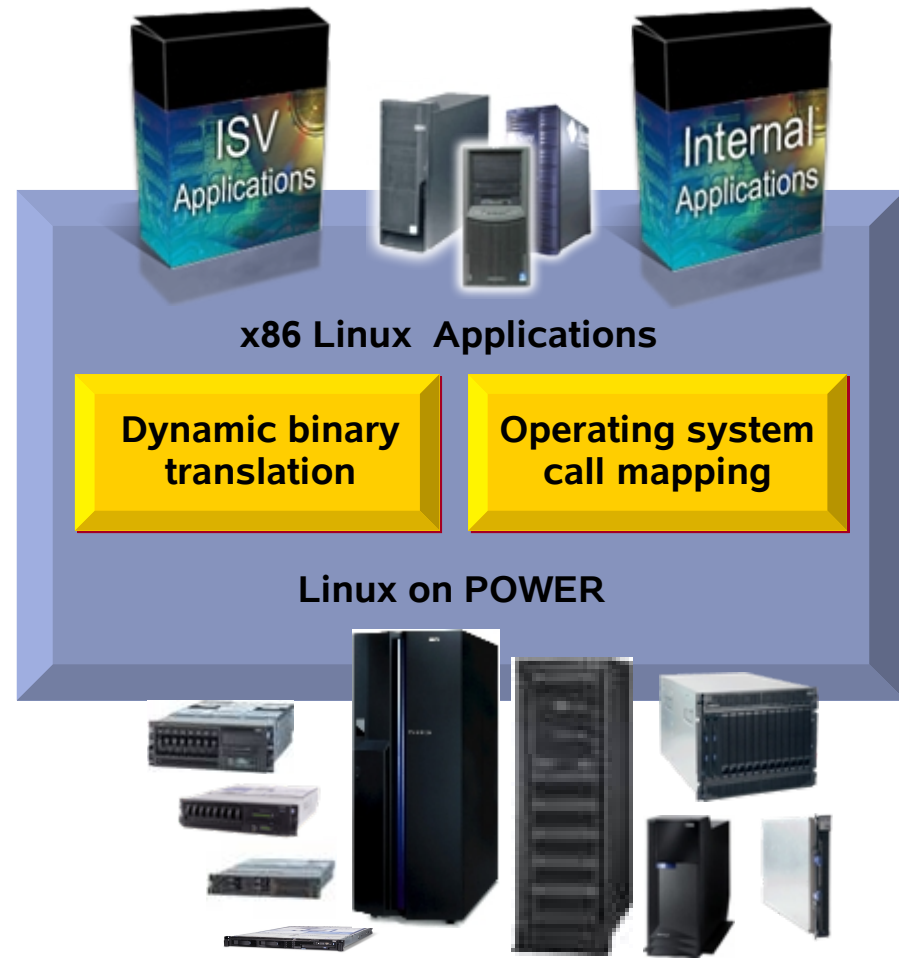 ISV
Applications
Internal
Applications
x86 Linux Applications
Dynamic binary
translation
Operating system
call mapping
Linux on POWER